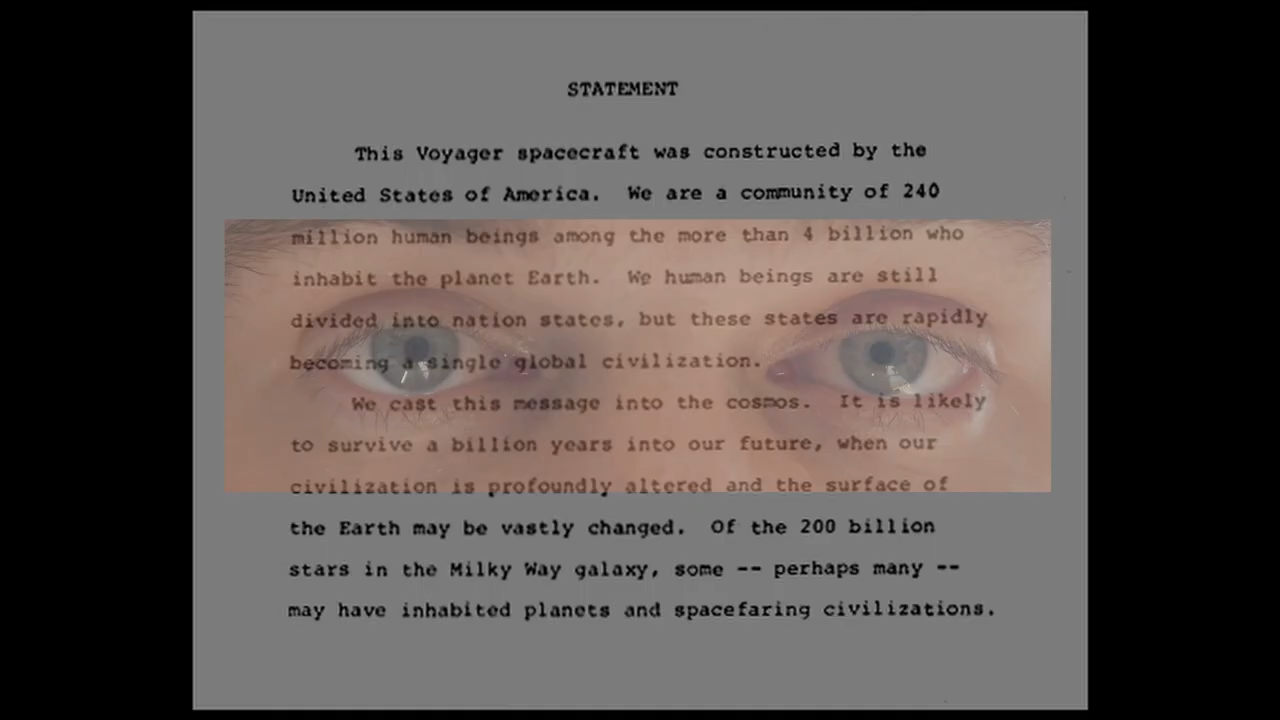 STATEMENT
This Voyager spacecraft was constructed by the
United States of America. We are a community of 240
million human beings among the more than 4 billion who
inhabit the planet Earth. We human beings are still
divided into nation states, but these states are rapidly
becoming a single global civilization.
We cast this message into the cosmos. It is likely
to survive a billion years into our future, when our
civilization is profoundly altered and the surface of
the Earth may be vastly changed. Of the 200 billion
stars in the Milky Way galaxy, some -- perhaps many --
may have inhabited planets and spacefaring civilizations.